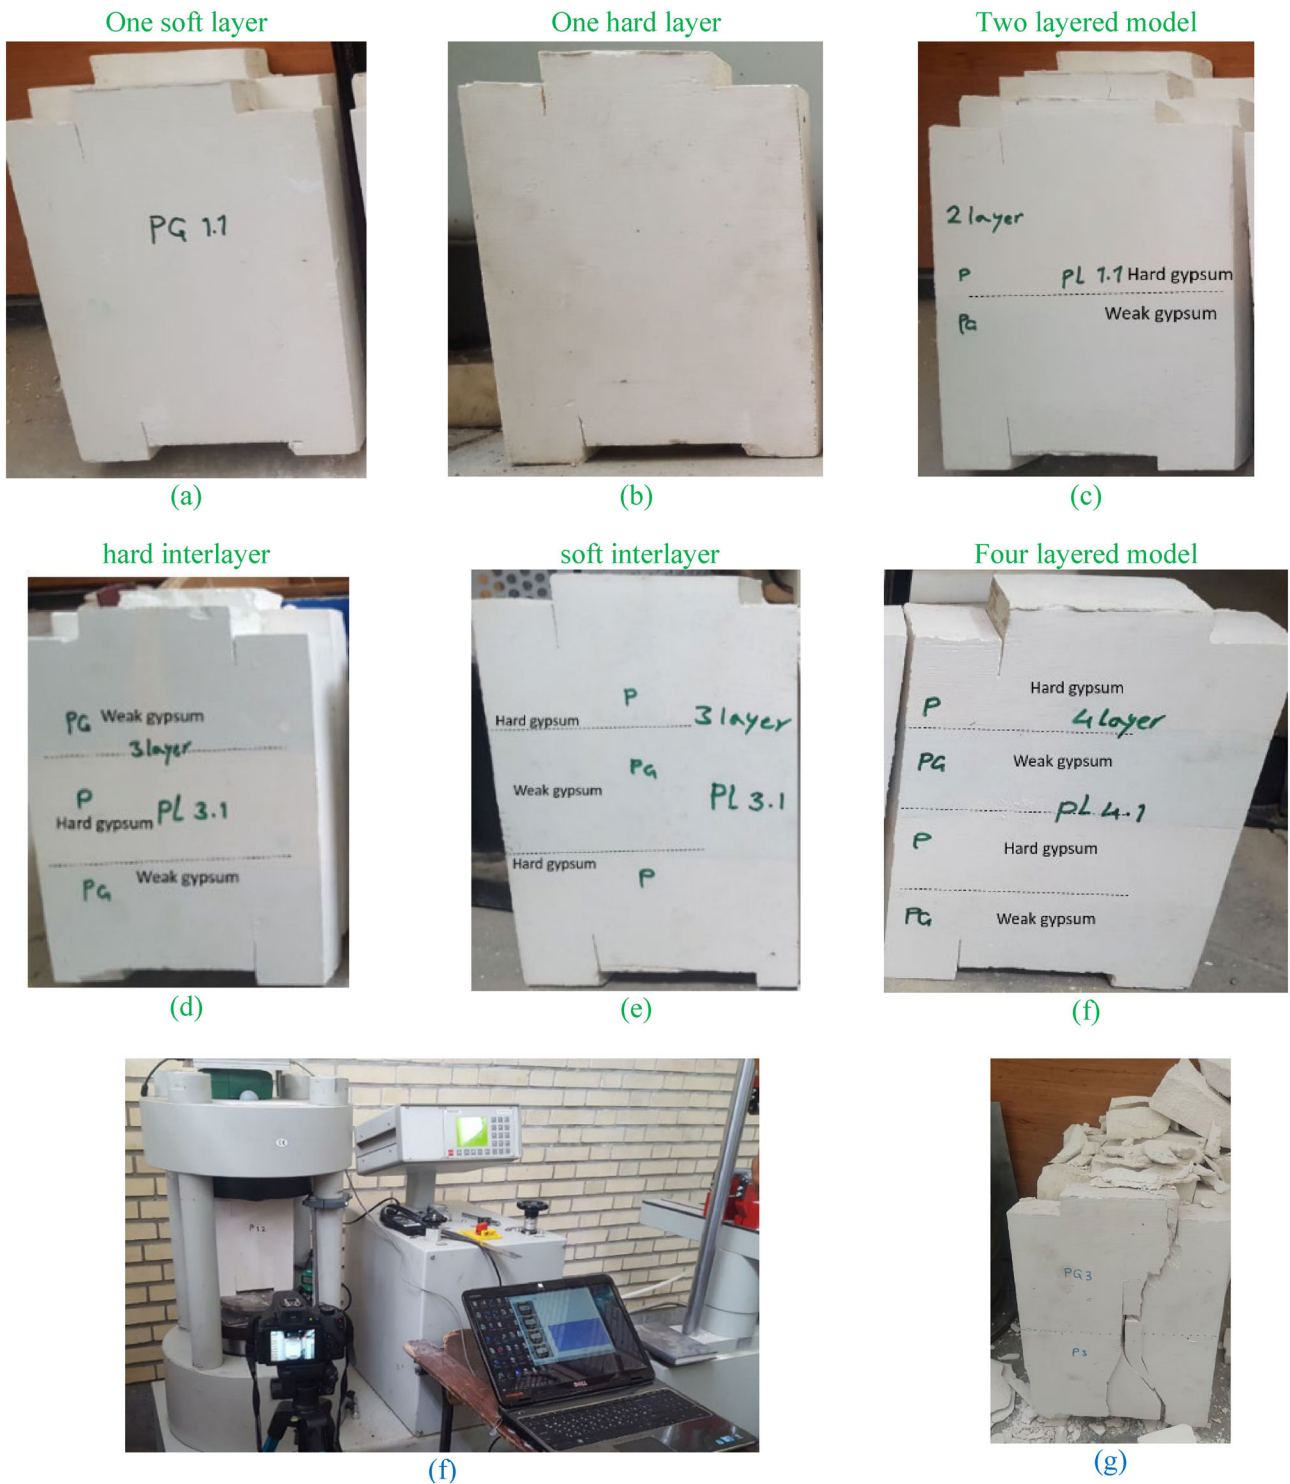 One soft layer
One hard layer
Two layered model
PG 1.1
2 layer
P
PL 1.1 Hard gypsum
PG
Weak gypsum
(a)
(b)
(c)
hard interlayer
soft interlayer
Four layered model
PG Weak gypsum
3 layer
P
PL 3.1
Hard gypsum
PG
Weak gypsum
P
Hard gypsum
3 layer
PG
Weak gypsum
PL 3.1
Hard gypsum
P
Hard gypsum
P
4 layer
PG
Weak gypsum
PL 4.1
P
Hard gypsum
PG
Weak gypsum
(d)
(e)
(f)
CE
DELL
PG3
P3
(f)
(g)